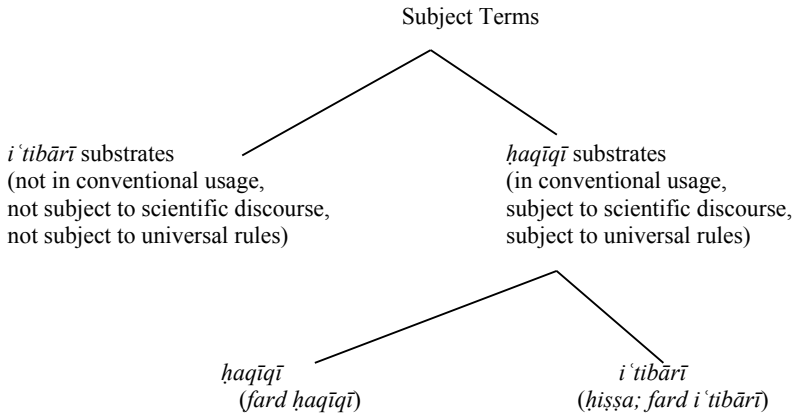 Subject Terms
iʿtibārī substrates
(not in conventional usage,
not subject to scientific discourse,
not subject to universal rules)
ḥaqīqī substrates
(in conventional usage,
subject to scientific discourse,
subject to universal rules)
ḥaqīqī
(fard ḥaqīqī)
iʿtibārī
(ḥiṣṣa; fard iʿtibārī)